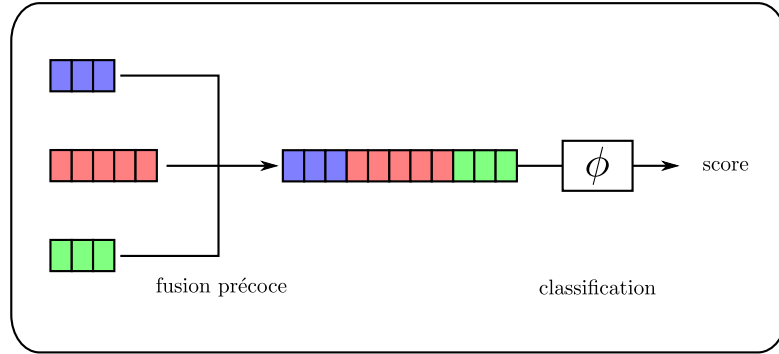 ϕ
score
fusion précoce
classification